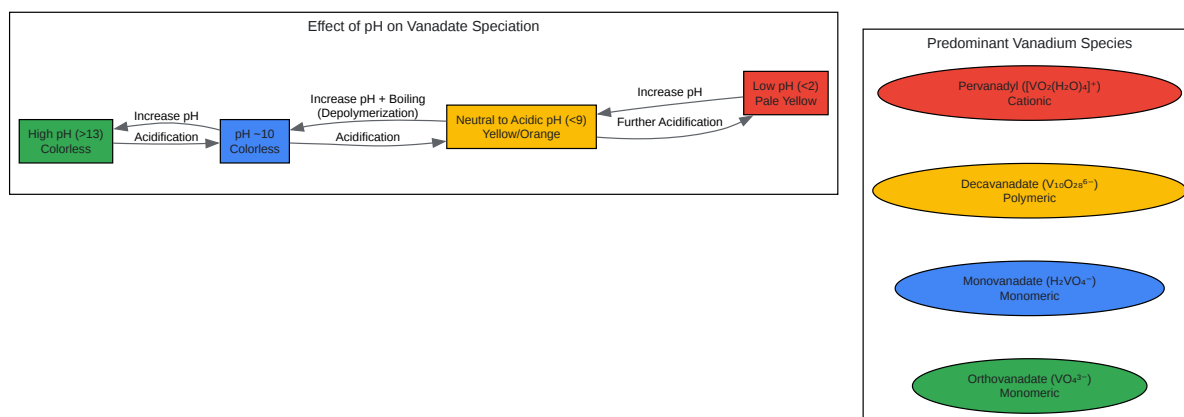 Effect of pH on Vanadate Speciation
High pH (>13)
Colorless
Increase pH
Acidification
pH ~10
Colorless
Increase pH + Boiling
(Depolymerization)
Acidification
Neutral to Acidic pH (<9)
Yellow/Orange
Increase pH
Further Acidification
Low pH (<2)
Pale Yellow
Predominant Vanadium Species
Pervanadyl ([VO₂(H₂O)₄]⁺)
Cationic
Decavanadate (V₁₀O₂₈⁶⁻)
Polymeric
Monovanadate (H₂VO₄⁻)
Monomeric
Orthovanadate (VO₄³⁻)
Monomeric